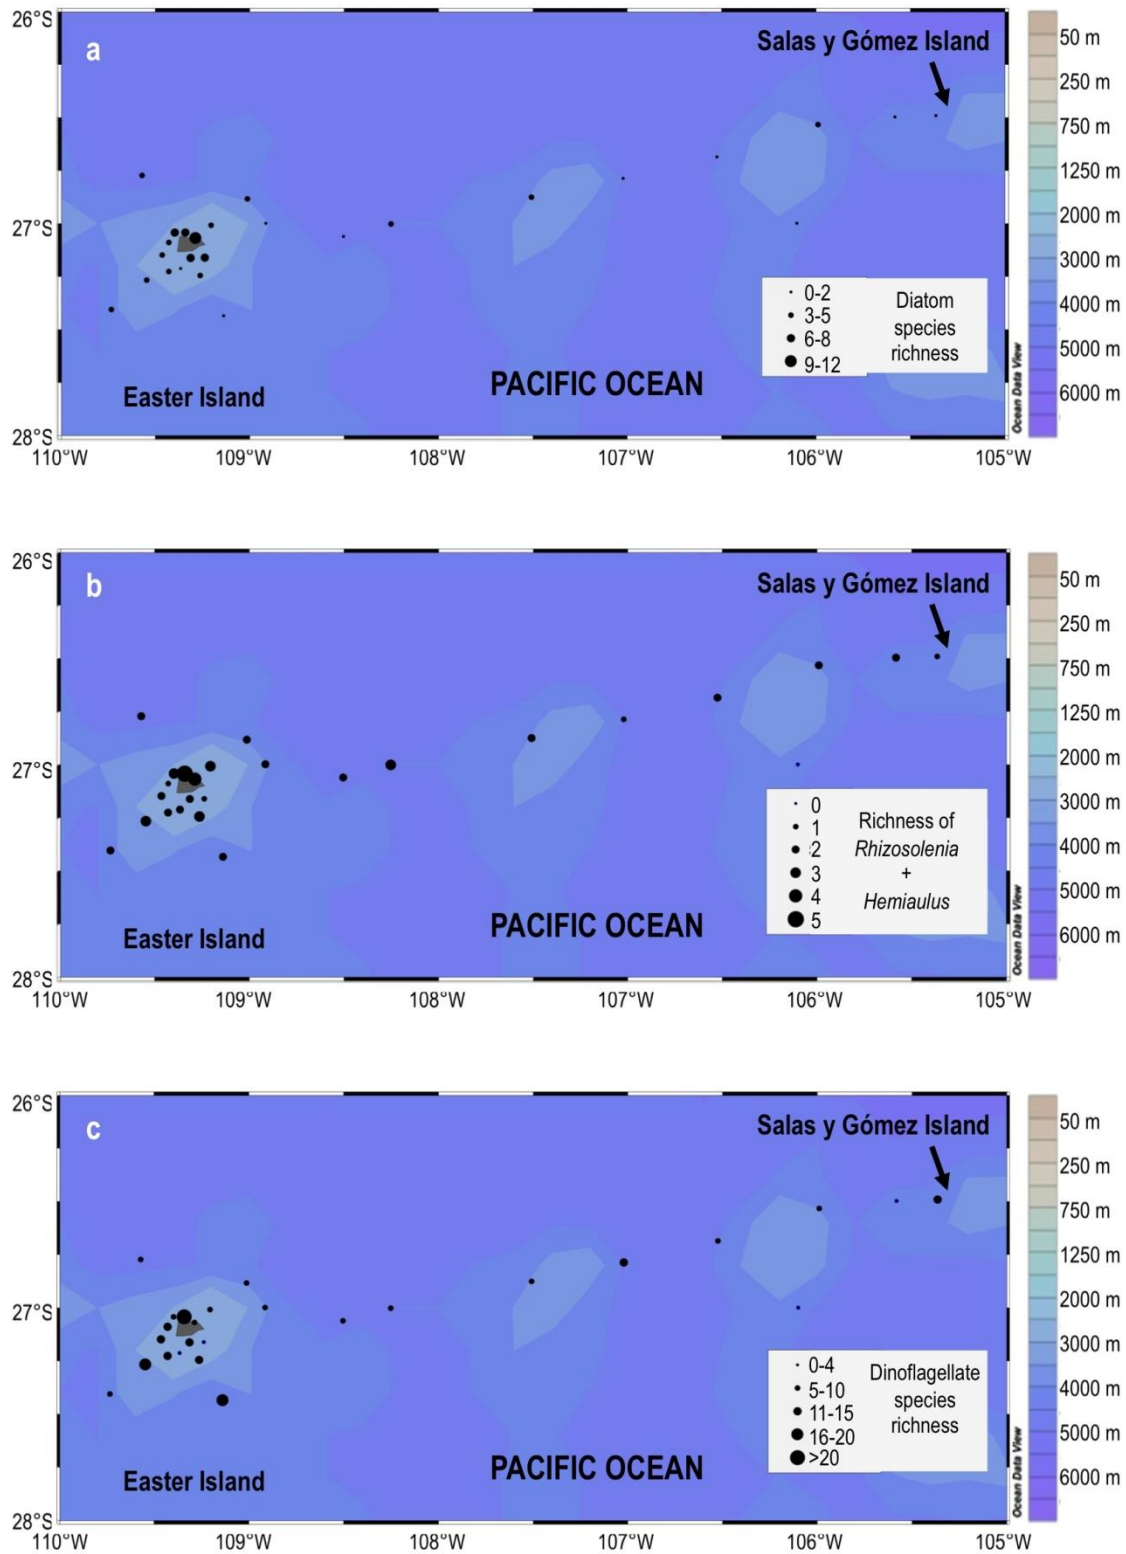 a
Salas y Gómez Island
26°S
27°S
28°S
Easter Island
PACIFIC OCEAN
0-2
3-5
6-8
9-12
Diatom
species
richness
110°W
109°W
108°W
107°W
106°W
105°W
50 m
250 m
750 m
1250 m
2000 m
3000 m
4000 m
5000 m
6000 m
Ocean Data View
b
Salas y Gómez Island
26°S
27°S
28°S
Easter Island
PACIFIC OCEAN
0
1
2
3
4
5
Richness of
Rhizosolenia
+
Hemiaulus
110°W
109°W
108°W
107°W
106°W
105°W
50 m
250 m
750 m
1250 m
2000 m
3000 m
4000 m
5000 m
6000 m
Ocean Data View
c
Salas y Gómez Island
26°S
27°S
28°S
Easter Island
PACIFIC OCEAN
0-4
5-10
11-15
16-20
>20
Dinoflagellate
species
richness
110°W
109°W
108°W
107°W
106°W
105°W
50 m
250 m
750 m
1250 m
2000 m
3000 m
4000 m
5000 m
6000 m
Ocean Data View